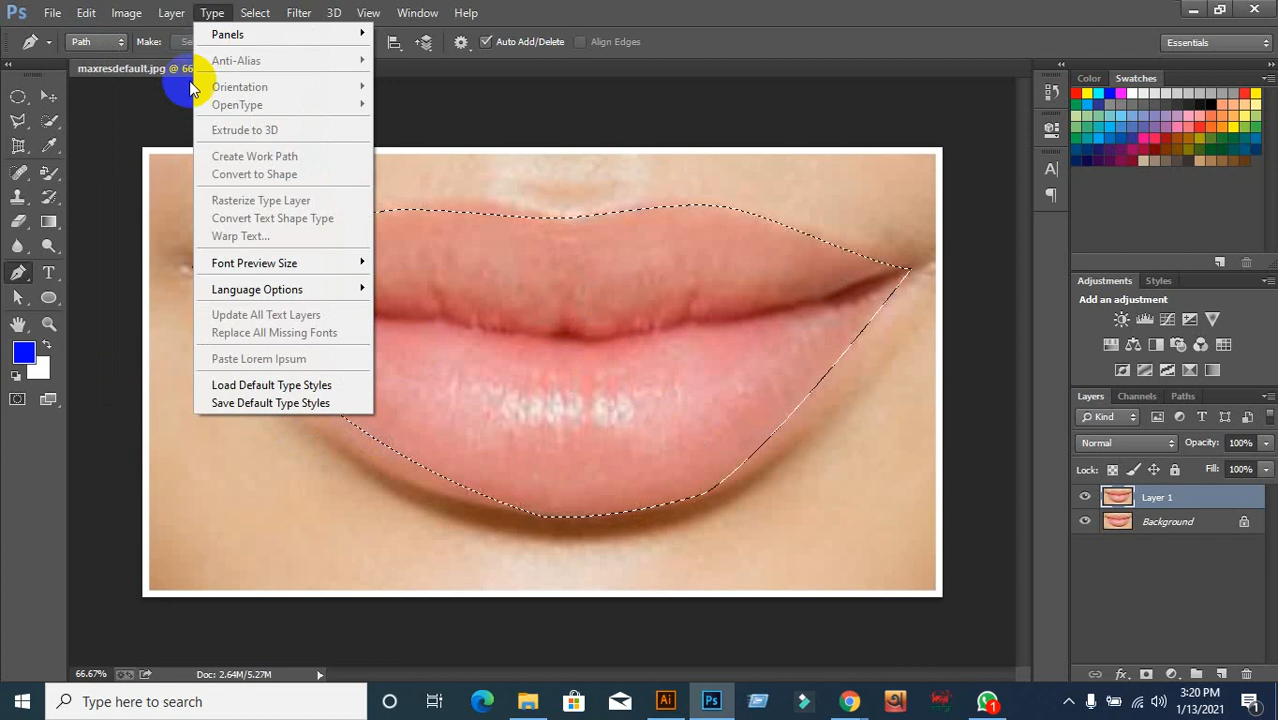 Ps File Edit Image Layer Type Select Filter 3D View Window Help
Path Make: Auto Add/Delete Align Edges Essentials
maxresdefault.jpg @ 66
Panels
Anti-Alias
Orientation
OpenType
Extrude to 3D
Create Work Path
Convert to Shape
Rasterize Type Layer
Convert Text Shape Type
Warp Text...
Font Preview Size
Language Options
Update All Text Layers
Replace All Missing Fonts
Paste Lorem Ipsum
Load Default Type Styles
Save Default Type Styles
Color Swatches
Adjustments Styles
Add an adjustment
Layers Channels Paths
Kind
Normal Opacity: 100%
Lock: Fill: 100%
Layer 1
Background
66.67% Doc: 2.64M/5.27M
Type here to search
Ai Ps 1
3:20 PM
1/13/2021
1